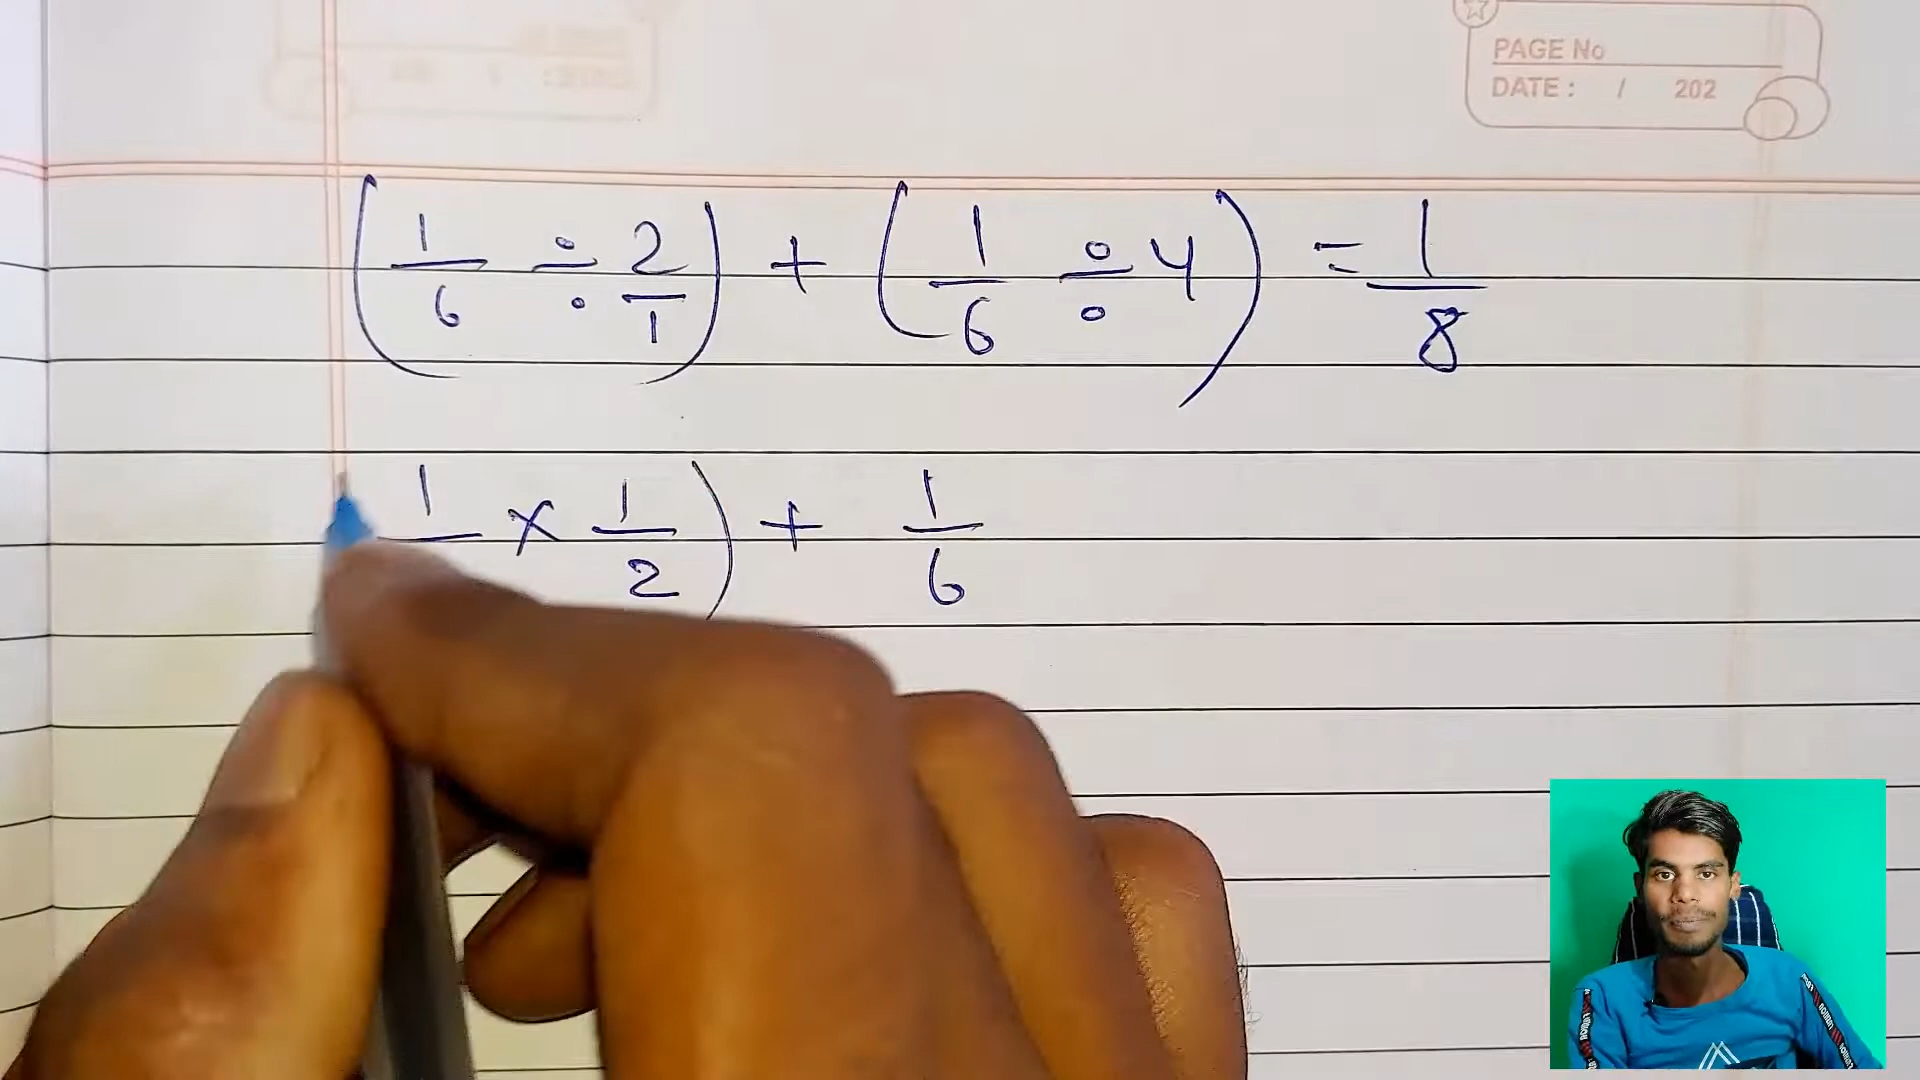 PAGE No
DATE : / 202
(1/6 ÷ 2/1) + (1/6 ÷ 4) = 1/8
1 × 1/2) + 1/6